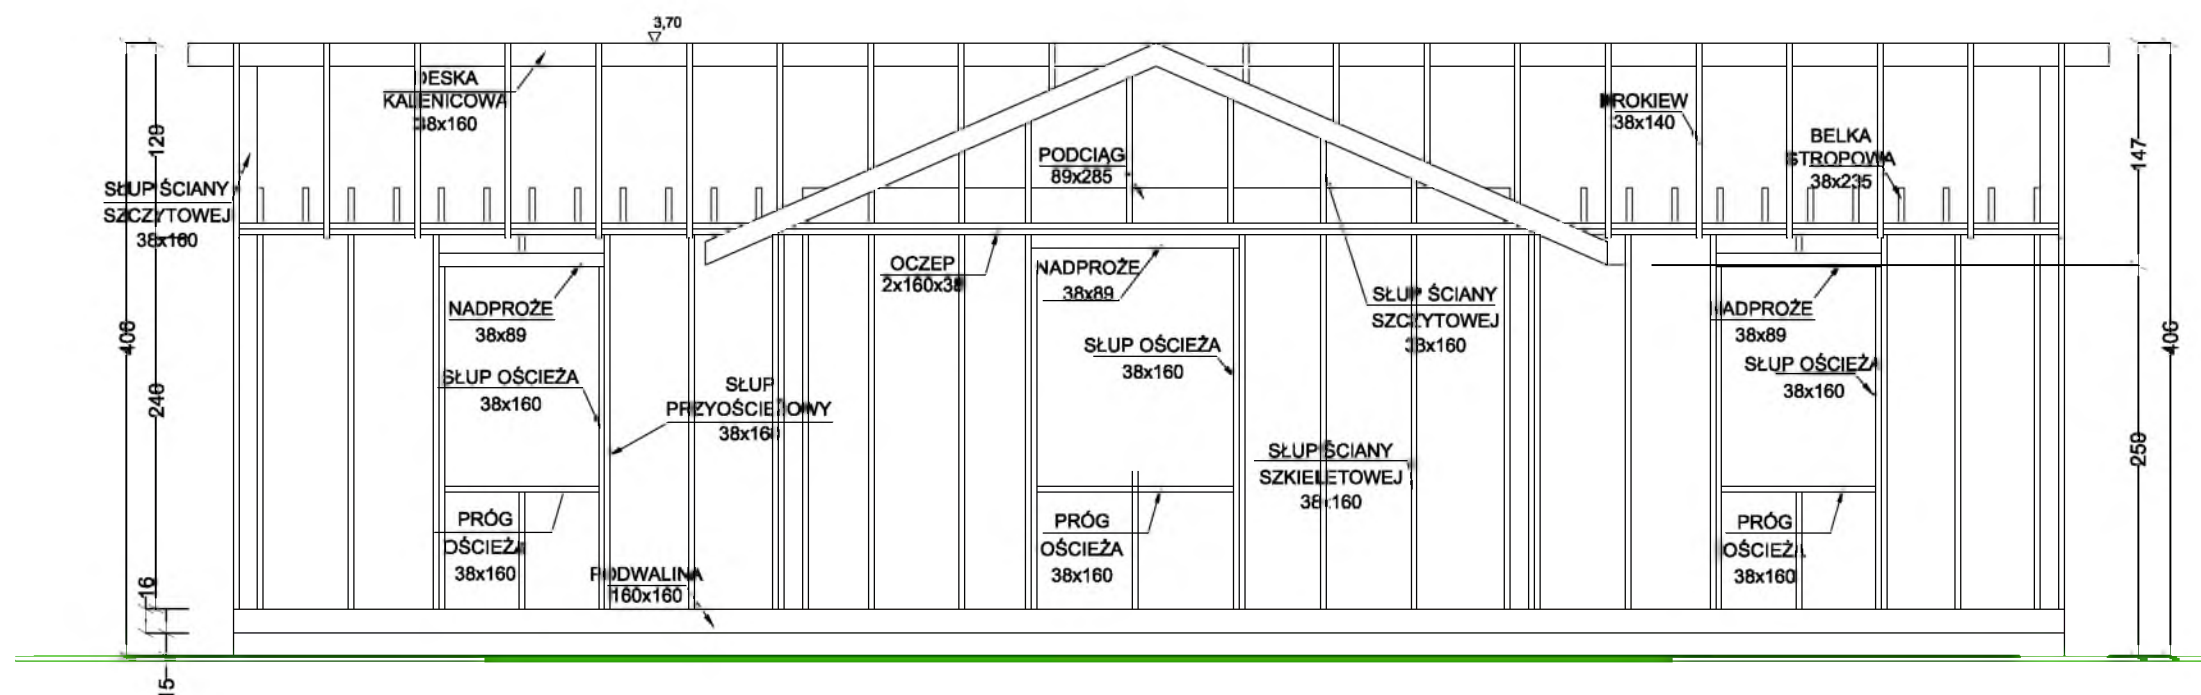 3,70
DESKA
KALENICOWA
38x160
KROKIEW
38x140
BELKA
STROPOWA
38x235
PODCIĄG
89x285
SŁUP ŚCIANY
SZCZYTOWEJ
38x160
129
147
OCZEP
2x160x38
NADPROŻE
38x89
NADPROŻE
38x89
SŁUP ŚCIANY
SZCZYTOWEJ
38x160
NADPROŻE
38x89
406
406
SŁUP OŚCIEŻA
38x160
SŁUP OŚCIEŻA
38x160
SŁUP OŚCIEŻA
38x160
SŁUP
PRZYOŚCIEŻOWY
38x160
259
SŁUP ŚCIANY
SZKIELETOWEJ
38x160
PRÓG
OŚCIEŻA
38x160
PRÓG
OŚCIEŻA
38x160
PRÓG
OŚCIEŻA
38x160
PODWALINA
160x160
16
15